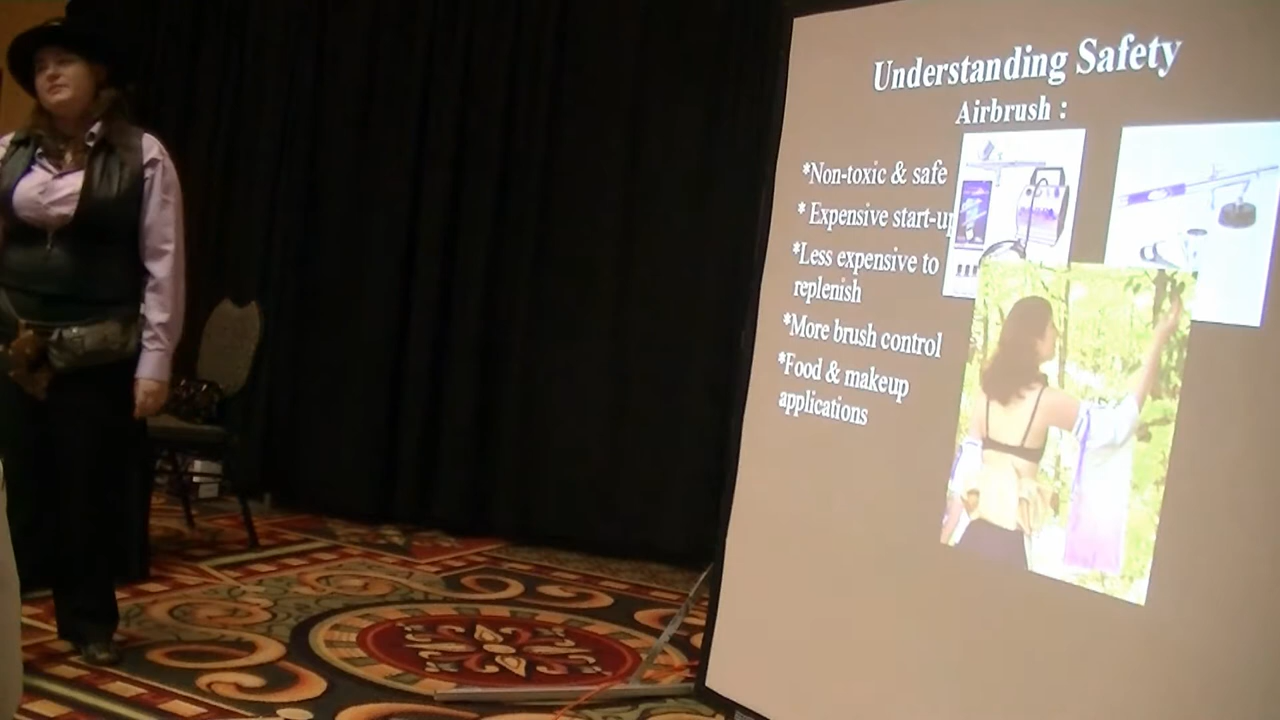 Understanding Safety
Airbrush :
*Non-toxic & safe
* Expensive start-up
*Less expensive to
replenish
*More brush control
*Food & makeup
applications